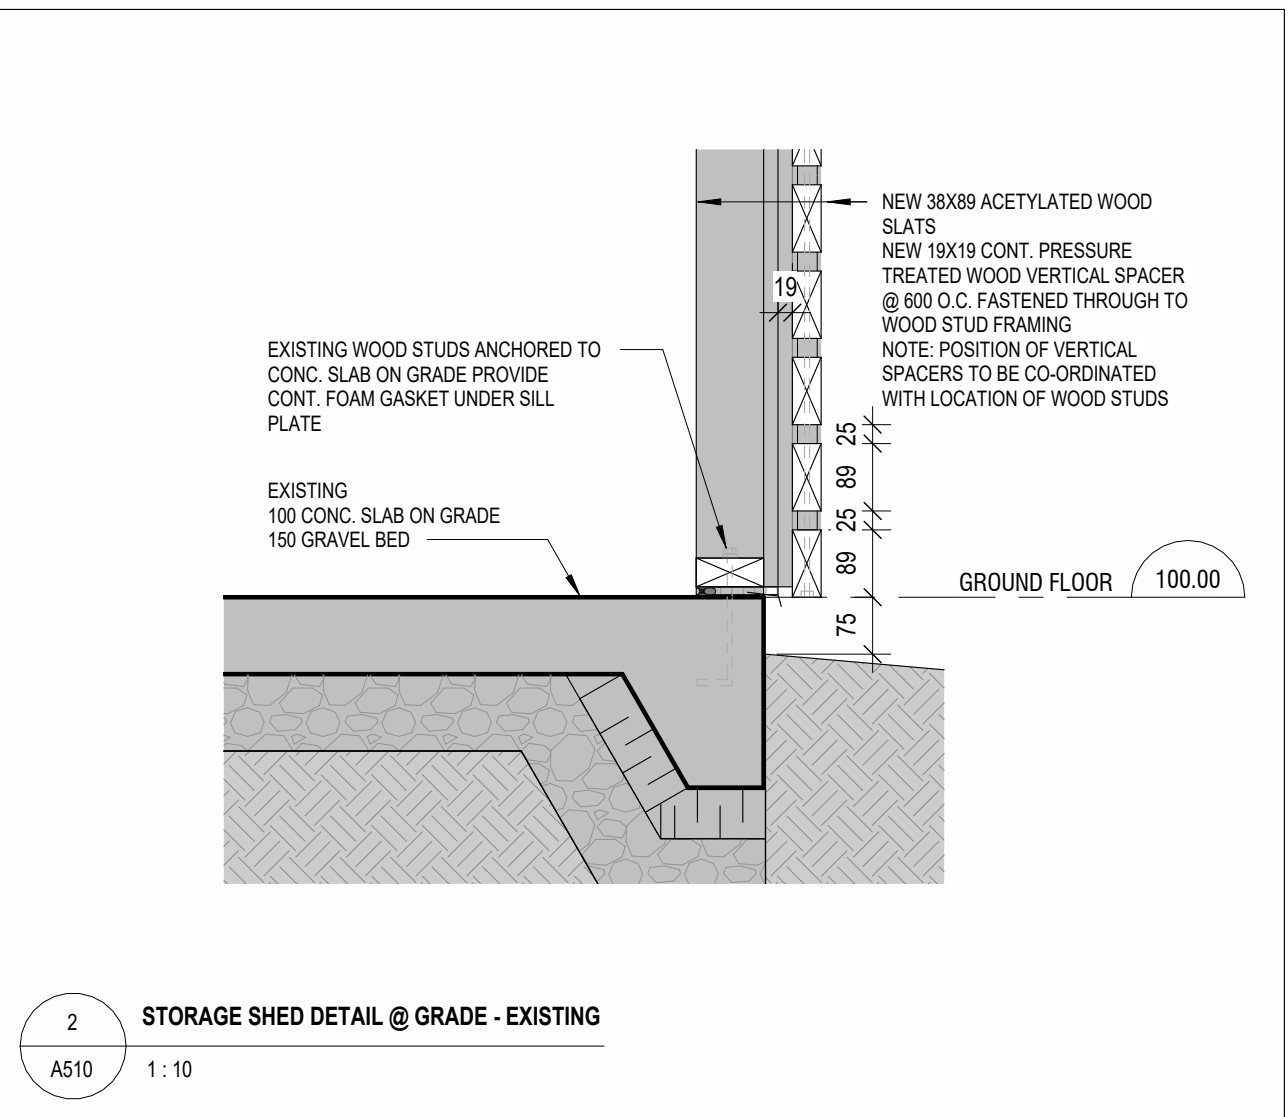 NEW 38X89 ACETYLATED WOOD
SLATS
NEW 19X19 CONT. PRESSURE
TREATED WOOD VERTICAL SPACER
@ 600 O.C. FASTENED THROUGH TO
WOOD STUD FRAMING
NOTE: POSITION OF VERTICAL
SPACERS TO BE CO-ORDINATED
WITH LOCATION OF WOOD STUDS
19
EXISTING WOOD STUDS ANCHORED TO
CONC. SLAB ON GRADE PROVIDE
CONT. FOAM GASKET UNDER SILL
PLATE
EXISTING
100 CONC. SLAB ON GRADE
150 GRAVEL BED
25
89
25
89
75
GROUND FLOOR
100.00
2
STORAGE SHED DETAIL @ GRADE - EXISTING
A510
1 : 10